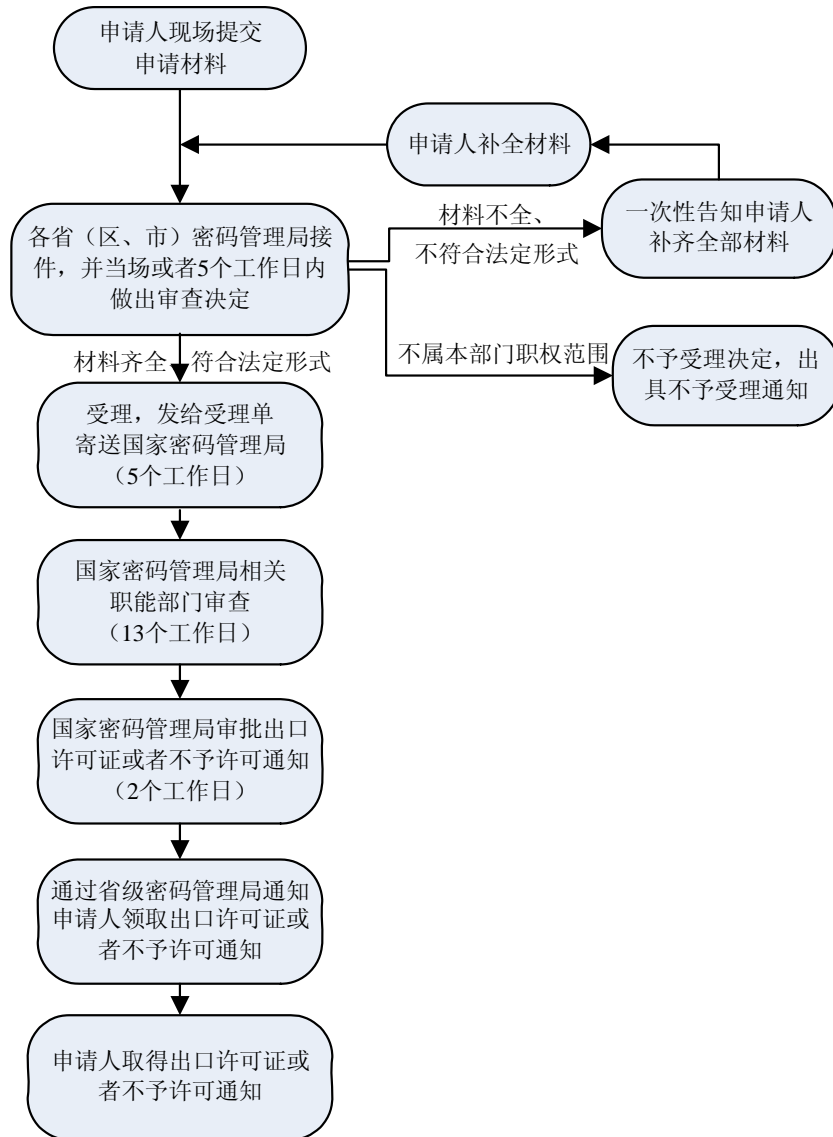 申请人现场提交
申请材料
申请人补全材料
材料不全、
不符合法定形式
一次性告知申请人
补齐全部材料
各省（区、市）密码管理局接
件，并当场或者5个工作日内
做出审查决定
不属本部门职权范围
不予受理决定，出
具不予受理通知
材料齐全 符合法定形式
受理，发给受理单
寄送国家密码管理局
（5个工作日）
国家密码管理局相关
职能部门审查
（13个工作日）
国家密码管理局审批出口
许可证或者不予许可通知
（2个工作日）
通过省级密码管理局通知
申请人领取出口许可证或
者不予许可通知
申请人取得出口许可证或
者不予许可通知